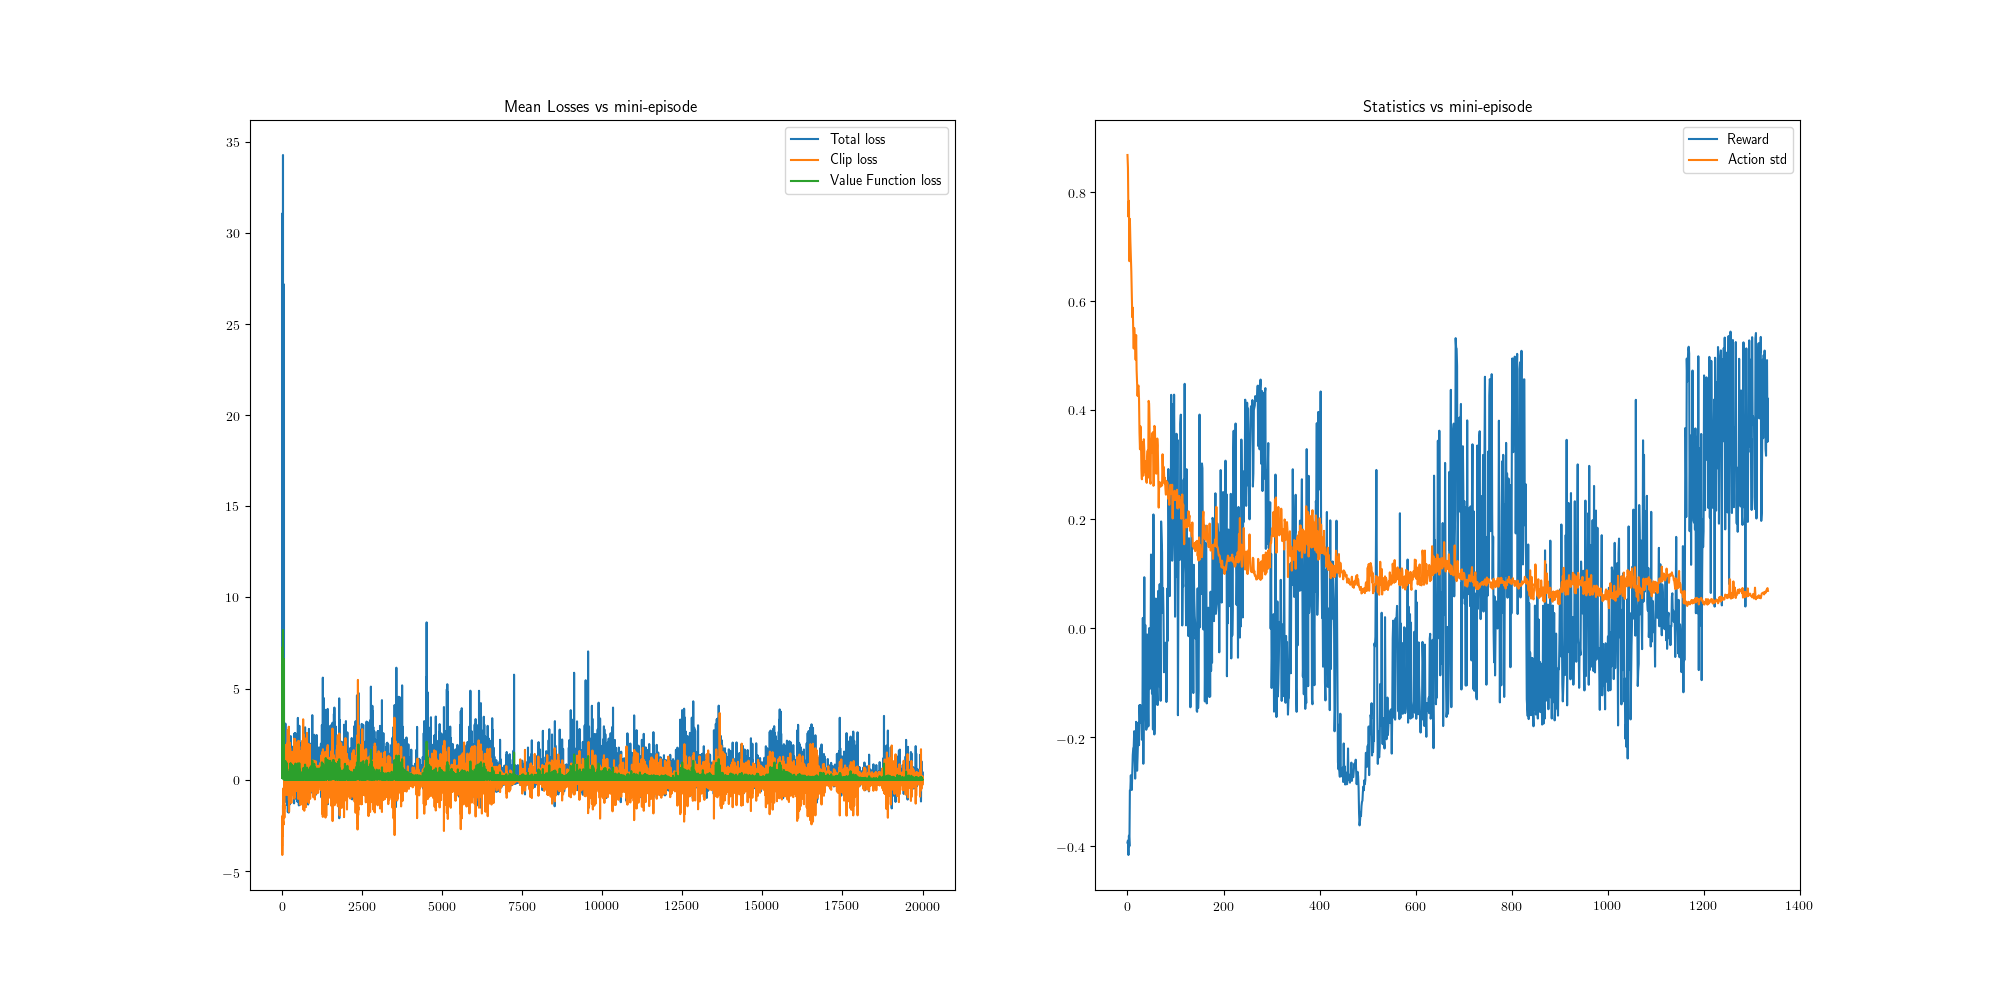 Mean Losses vs mini-episode
35
30
25
20
15
10
5
0
−5
Total loss
Clip loss
Value Function loss
0 2500 5000 7500 10000 12500 15000 17500 20000
Statistics vs mini-episode
0.8
0.6
0.4
0.2
0.0
−0.2
−0.4
Reward
Action std
0 200 400 600 800 1000 1200 1400